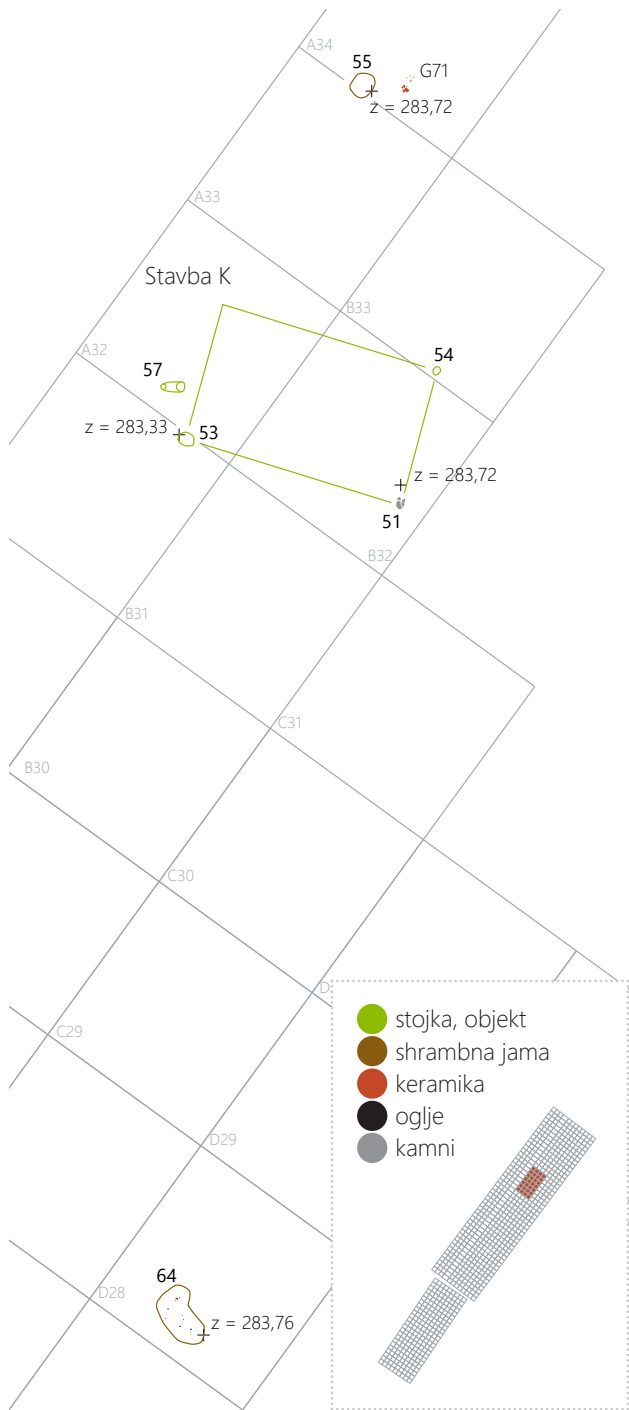 A34
55
G71
z = 283,72
A33
Stavba K
B33
A32
54
57
z = 283,33
53
z = 283,72
51
B32
B31
C31
B30
C30
D
stojka, objekt
shrambna jama
keramika
oglje
kamni
C29
D29
64
D28
z = 283,76